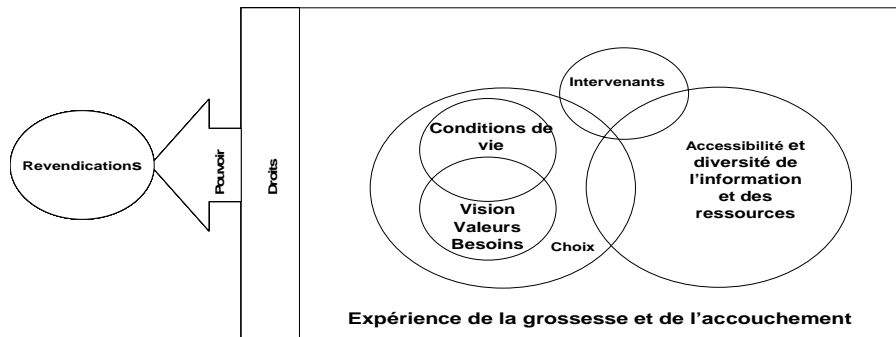 Revendications
Pouvoir
Droits
Intervenants
Conditions de
vie
Vision
Valeurs
Besoins
Choix
Accessibilité et
diversité de
l’information
et des
ressources
Expérience de la grossesse et de l’accouchement